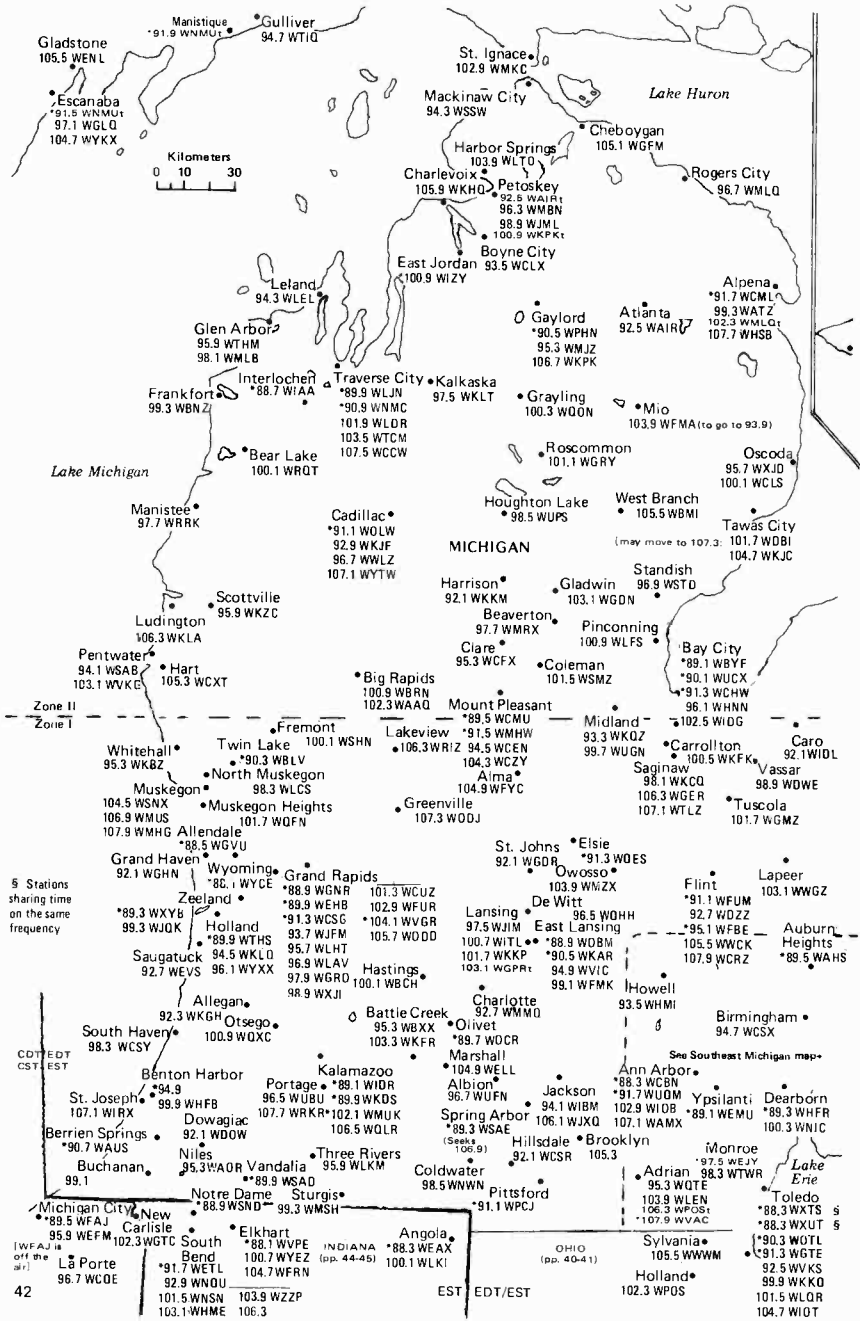 Manistique
*91.9 WNMUt
Gulliver
94.7 WTIQ
Gladstone
105.5 WENL
Escanaba
*91.5 WNMUt
97.1 WGLQ
104.7 WYKX
St. Ignace
102.9 WMKC
Mackinaw City
94.3 WSSW
Lake Huron
Cheboygan
105.1 WGFM
Kilometers
0 10 30
Harbor Springs
103.9 WLTO
Charlevoix
105.9 WKHQ
Petoskey
92.5 WAIRt
96.3 WMBN
98.9 WJML
100.9 WKPKt
Rogers City
96.7 WMLQ
Boyne City
93.5 WCLX
East Jordan
100.9 WIZY
Leland
94.3 WLEL
Glen Arbor
95.9 WTHM
98.1 WMLB
Gaylord
*90.5 WPHN
95.3 WMJZ
106.7 WKPK
Atlanta
92.5 WAIR
Alpena
*91.7 WCML
99.3 WATZ
102.3 WMLQt
107.7 WHSB
Interlochen
*88.7 WIAA
Frankfort
99.3 WBNZ
Traverse City
*89.9 WLJN
*90.9 WNMC
101.9 WLDR
103.5 WTCM
107.5 WCCW
Kalkaska
97.5 WKLT
Grayling
100.3 WQON
Mio
103.9 WFMA (to go to 93.9)
Bear Lake
100.1 WRQT
Lake Michigan
Roscommon
101.1 WGRY
Oscoda
95.7 WXJD
100.1 WCLS
Manistee
97.7 WRRK
Cadillac
*91.1 WOLW
92.9 WKJF
96.7 WWLZ
107.1 WYTW
Houghton Lake
98.5 WUPS
West Branch
105.5 WBMI
MICHIGAN
Tawas City
(may move to 107.3: 101.7 WDBI
104.7 WKJC
Harrison
92.1 WKKM
Gladwin
103.1 WGDN
Standish
96.9 WSTD
Scottville
95.9 WKZC
Ludington
106.3 WKLA
Beaverton
97.7 WMRX
Pinconning
100.9 WLFS
Pentwater
94.1 WSAB
103.1 WVKG
Hart
105.3 WCXT
Clare
95.3 WCFX
Coleman
101.5 WSMZ
Bay City
*89.1 WBYF
*90.1 WUCX
*91.3 WCHW
96.1 WHNN
102.5 WIOG
Big Rapids
100.9 WBRN
102.3 WAAQ
Zone II
Zone I
Mount Pleasant
*89.5 WCMU
*91.5 WMHW
94.5 WCEN
104.3 WCZY
Midland
93.3 WKQZ
99.7 WUGN
Fremont
100.1 WSHN
Lakeview
106.3 WRIZ
Carrollton
100.5 WKFK
Caro
92.1 WIDL
Whitehall
95.3 WKBZ
Twin Lake
*90.3 WBLV
North Muskegon
98.3 WLCS
Alma
104.9 WFYC
Saginaw
98.1 WKCQ
106.3 WGER
107.1 WTLZ
Vassar
98.9 WDWE
Muskegon
104.5 WSNX
106.9 WMUS
107.9 WMHG
Muskegon Heights
101.7 WQFN
Greenville
107.3 WODJ
Tuscola
101.7 WGMZ
Allendale
*88.5 WGVU
Grand Haven
92.1 WGHN
St. Johns
92.1 WGDR
Elsie
*91.3 WOES
Owosso
103.9 WMZX
Lapeer
103.1 WWGZ
§ Stations
sharing time
on the same
frequency
Wyoming
WYCE
Zeeland
*89.3 WXYB
99.3 WJQK
Grand Rapids
*88.9 WGNR
*89.9 WEHB
*91.3 WCSG
93.7 WJFM
95.7 WLHT
96.9 WLAV
97.9 WGRD
98.9 WXJI
101.3 WCUZ
102.9 WFUR
*104.1 WVGR
105.7 WOOD
De Witt
96.5 WQHH
Flint
*91.1 WFUM
92.7 WDZZ
*95.1 WFBE
105.5 WWCK
107.9 WCRZ
Holland
*89.9 WTHS
94.5 WKLQ
96.1 WYXX
Lansing
97.5 WJIM
100.7 WITL
101.7 WKKP
103.1 WGPRt
East Lansing
*88.9 WDBM
*90.5 WKAR
94.9 WVIC
99.1 WFMK
Auburn
Heights
*89.5 WAHS
Saugatuck
92.7 WEVS
Hastings
100.1 WBCH
Howell
93.5 WHMI
Allegan
92.3 WKGH
Otsego
100.9 WQXC
Battle Creek
95.3 WBXX
103.3 WKFR
Charlotte
92.7 WMMQ
Olivet
*89.7 WOCR
Birmingham
94.7 WCSX
South Haven
98.3 WCSY
CDT EDT
CST EST
Marshall
104.9 WELL
See Southeast Michigan map
Benton Harbor
*94.9
99.9 WHFB
Kalamazoo
*89.1 WIDR
*89.9 WKDS
*102.1 WMUK
106.5 WQLR
Portage
96.5 WUBU
107.7 WRKR
Albion
96.7 WUFN
Ann Arbor
*88.3 WCBN
*91.7 WUOM
102.9 WIQB
107.1 WAMX
St. Joseph
107.1 WIRX
Jackson
94.1 WIBM
106.1 WJXQ
Ypsilanti
*89.1 WEMU
Dearborn
*89.3 WHFR
100.3 WNIC
Dowagiac
92.1 WDOW
Spring Arbor
*89.3 WSAE
(Seeks
106.9)
Berrien Springs
*90.7 WAUS
Hillsdale
92.1 WCSR
Brooklyn
105.3
Monroe
*97.5 WEJY
98.3 WTWR
Buchanan
99.1
Niles
95.3 WAOR
Vandalia
*89.9 WSAD
Three Rivers
95.9 WLKM
Coldwater
98.5 WNWN
Adrian
95.3 WQTE
103.9 WLEN
106.3 WPOSt
*107.9 WVAC
Lake
Erie
Pittsford
*91.1 WPCJ
Notre Dame
*88.9 WSND
Sturgis
99.3 WMSH
Michigan City
*89.5 WFAJ
95.9 WEFM
[WFAJ is
off the
air]
New
Carlisle
102.3 WGTC
Toledo
*88.3 WXTS §
*88.3 WXUT §
*90.3 WOTL
*91.3 WGTE
92.5 WVKS
99.9 WKKO
101.5 WLQR
104.7 WIOT
South
Bend
*91.7 WETL
92.9 WNDU
101.5 WNSN
103.1 WHME
103.9 WZZP
106.3
Elkhart
*88.1 WVPE
100.7 WYEZ
104.7 WFRN
INDIANA
(pp. 44-45)
Angola
*88.3 WEAX
100.1 WLKI
OHIO
(pp. 40-41)
Sylvania
105.5 WWWM
La Porte
96.7 WCOE
Holland
102.3 WPOS
EST EDT/EST
42